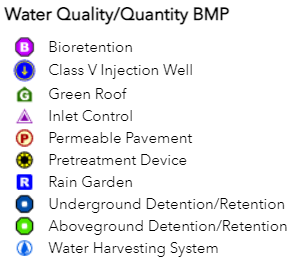 Water Quality/Quantity BMP
B Bioretention
Class V Injection Well
G Green Roof
Inlet Control
P Permeable Pavement
Pretreatment Device
R Rain Garden
Underground Detention/Retention
Aboveground Detention/Retention
Water Harvesting System